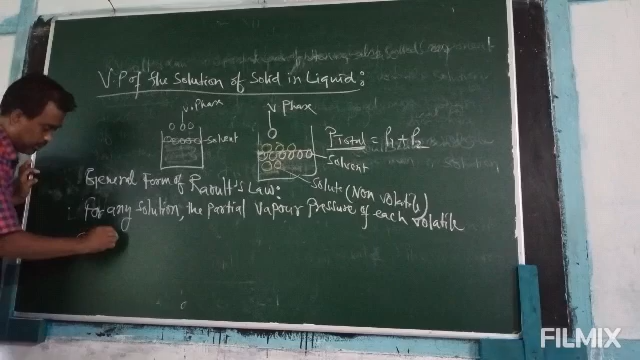 V.P of the Solution of Solid in Liquid:
V. Phase
V Phase
Solvent
P Total = P1 + P2
Solvent
Solute (Non Volatile)
General Form of Raoult's Law:
For any solution, the partial vapour pressure of each volatile
FILMIX